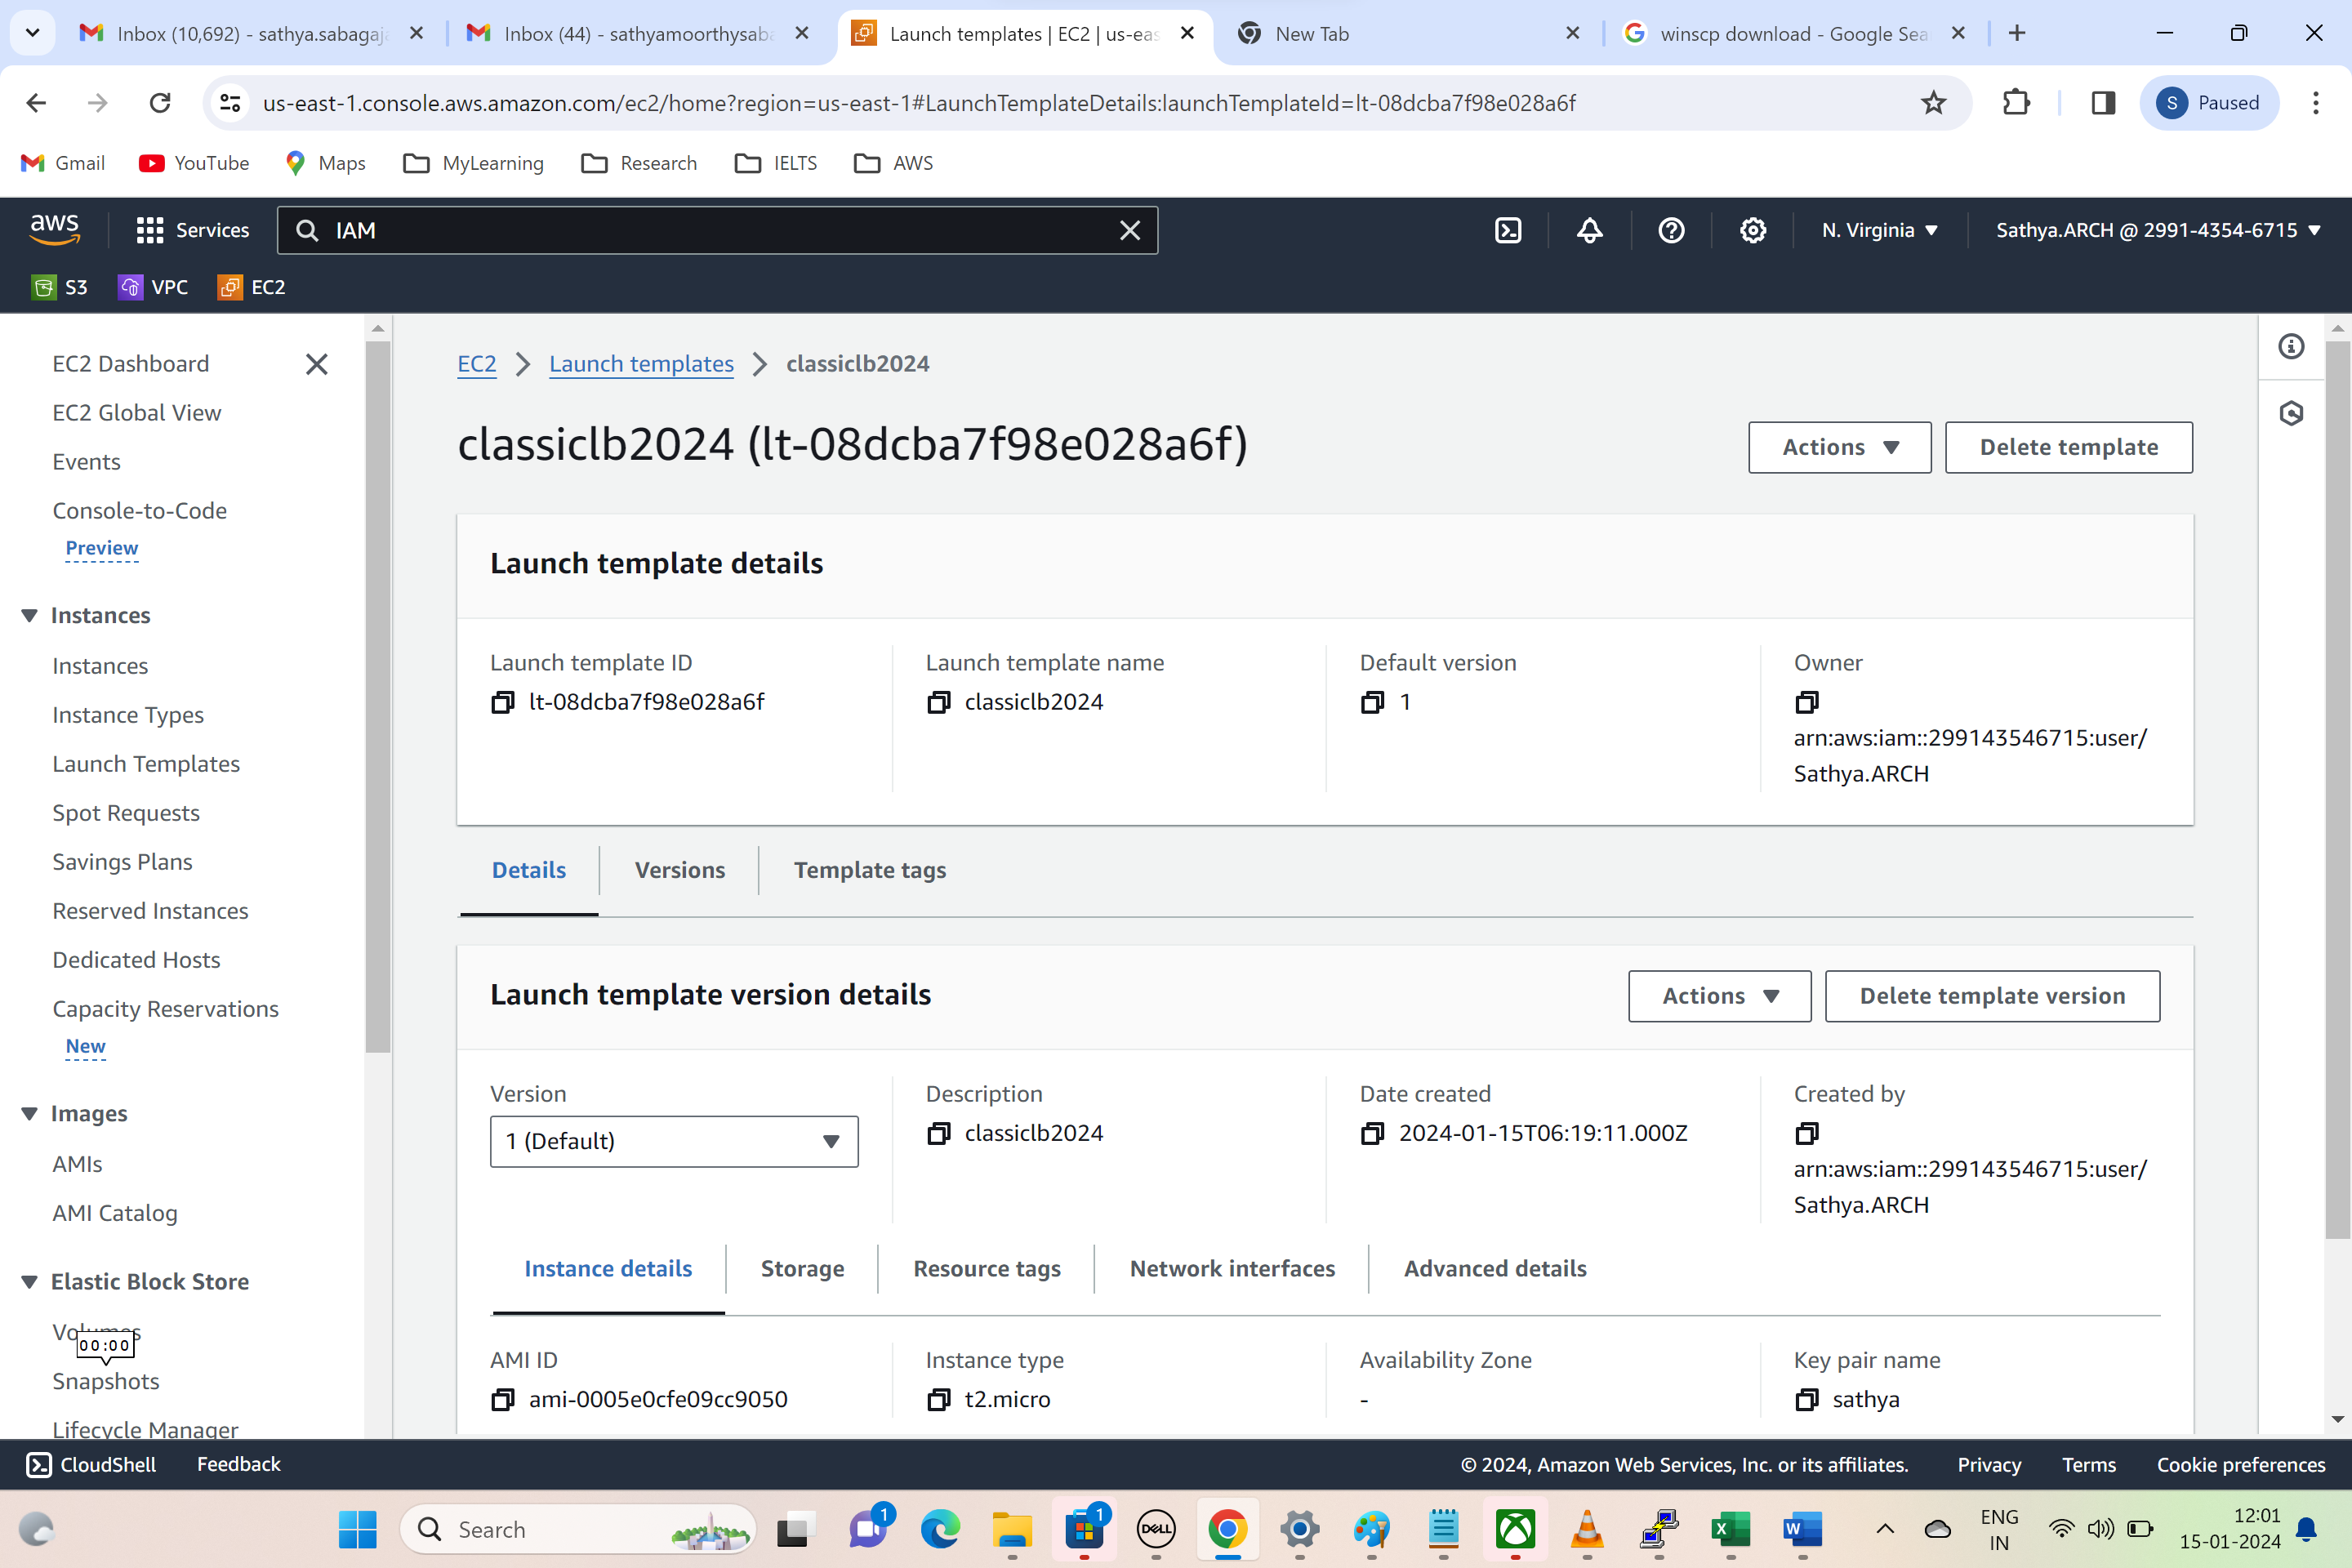 Inbox (10,692) - sathya.sabagaja
Inbox (44) - sathyamoorthysaba
Launch templates | EC2 | us-eas
New Tab
winscp download - Google Sea
us-east-1.console.aws.amazon.com/ec2/home?region=us-east-1#LaunchTemplateDetails:launchTemplateId=lt-08dcba7f98e028a6f
S Paused
Gmail YouTube Maps MyLearning Research IELTS AWS
aws Services IAM N. Virginia Sathya.ARCH @ 2991-4354-6715
S3 VPC EC2
EC2 Dashboard
EC2 Global View
Events
Console-to-Code
Preview
Instances
Instances
Instance Types
Launch Templates
Spot Requests
Savings Plans
Reserved Instances
Dedicated Hosts
Capacity Reservations
New
Images
AMIs
AMI Catalog
Elastic Block Store
Volumes
00:00
Snapshots
Lifecycle Manager
EC2 Launch templates classiclb2024
classiclb2024 (lt-08dcba7f98e028a6f)
Actions Delete template
Launch template details
Launch template ID
lt-08dcba7f98e028a6f
Launch template name
classiclb2024
Default version
1
Owner
arn:aws:iam::299143546715:user/
Sathya.ARCH
Details Versions Template tags
Launch template version details
Actions Delete template version
Version
1 (Default)
Description
classiclb2024
Date created
2024-01-15T06:19:11.000Z
Created by
arn:aws:iam::299143546715:user/
Sathya.ARCH
Instance details Storage Resource tags Network interfaces Advanced details
AMI ID
ami-0005e0cfe09cc9050
Instance type
t2.micro
Availability Zone
-
Key pair name
sathya
CloudShell Feedback © 2024, Amazon Web Services, Inc. or its affiliates. Privacy Terms Cookie preferences
Search
1
1
DELL
X
W
ENG
IN
12:01
15-01-2024